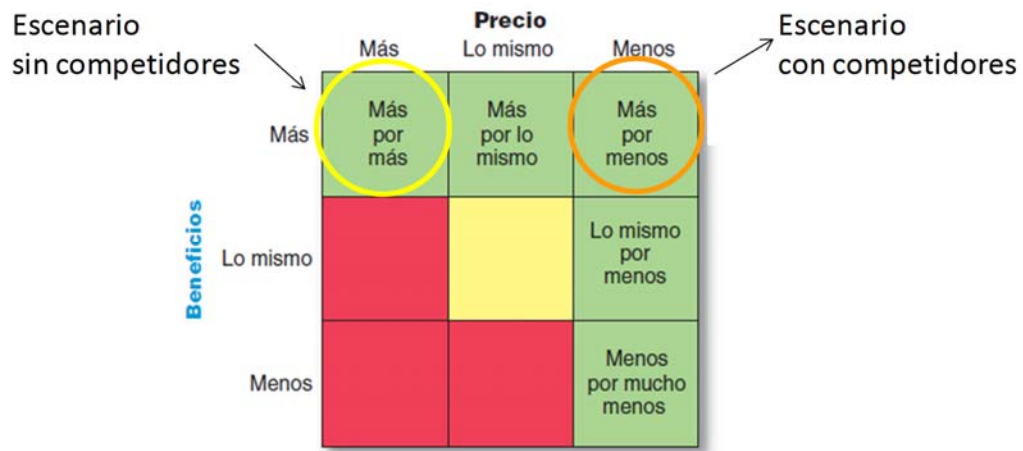 Escenario
sin competidores
Precio
Más
Lo mismo
Menos
Escenario
con competidores
Beneficios
Más
Más
por
más
Más
por lo
mismo
Más
por
menos
Lo mismo
Lo mismo
por
menos
Menos
Menos
por mucho
menos